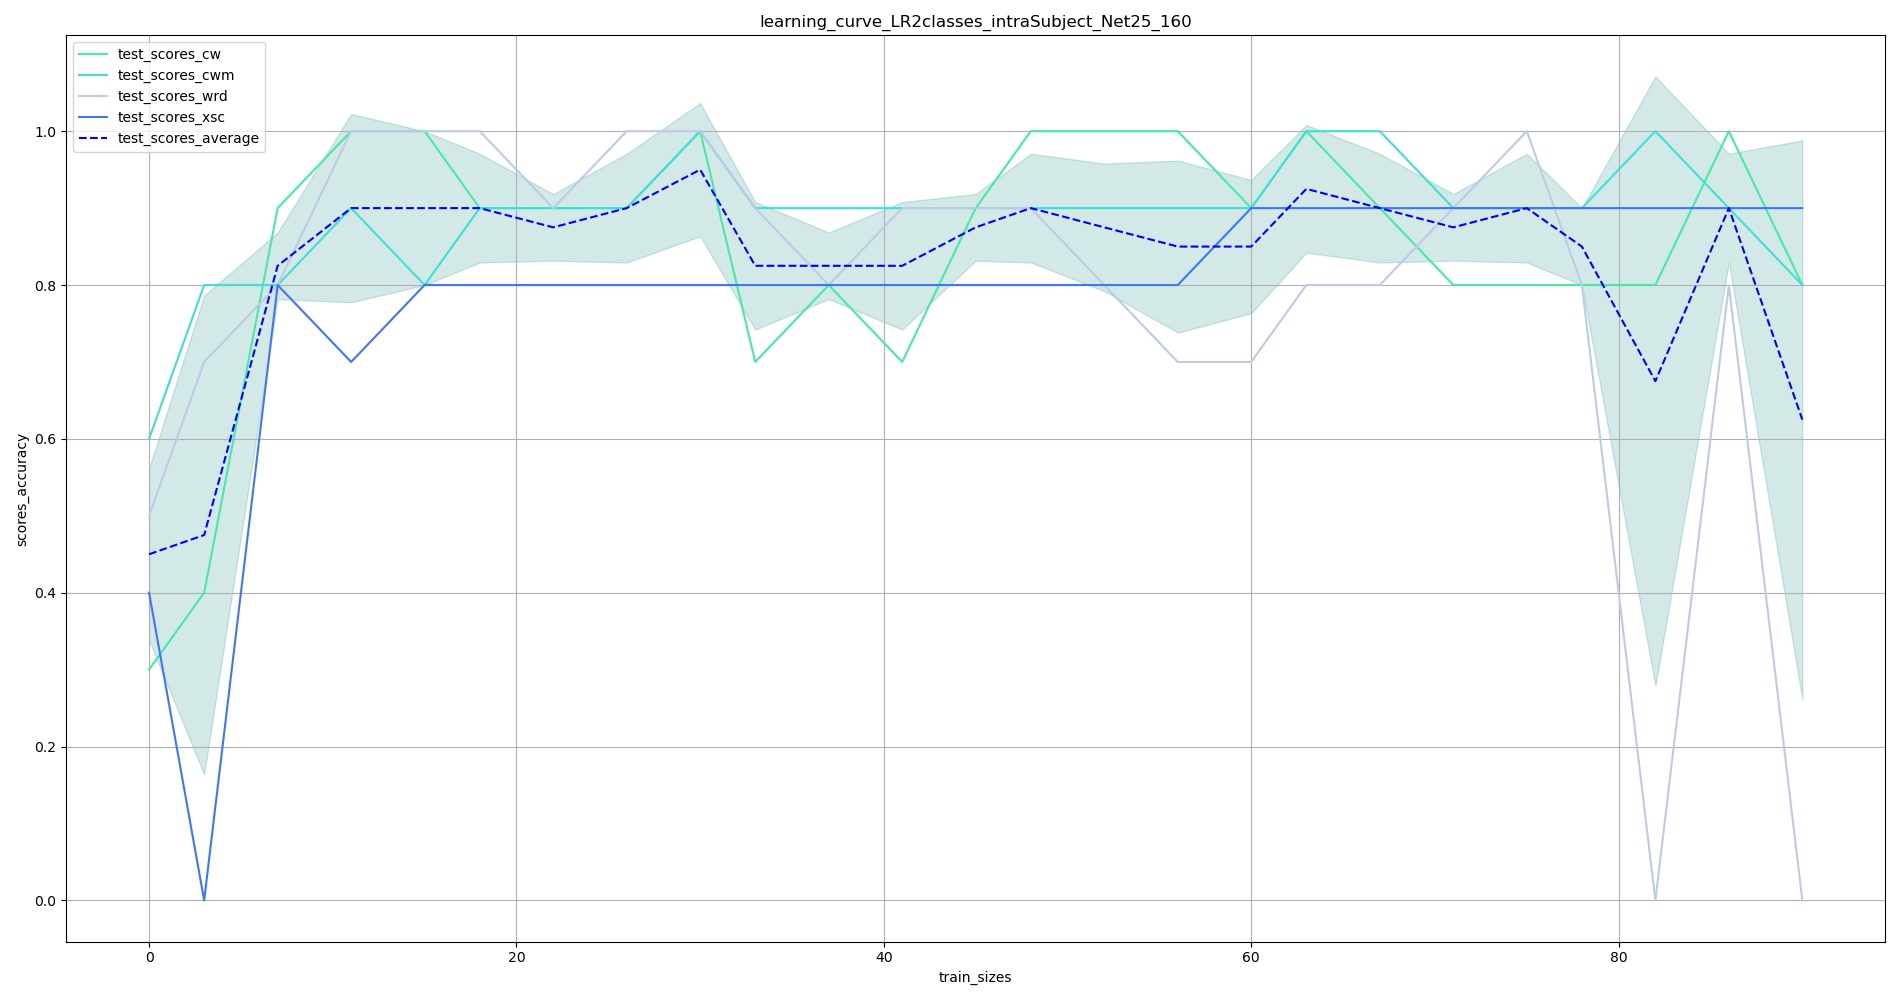 learning_curve_LR2classes_intraSubject_Net25_160
test_scores_cw
test_scores_cwm
test_scores_wrd
test_scores_xsc
test_scores_average
scores_accuracy
1.0
0.8
0.6
0.4
0.2
0.0
0 20 40 60 80
train_sizes